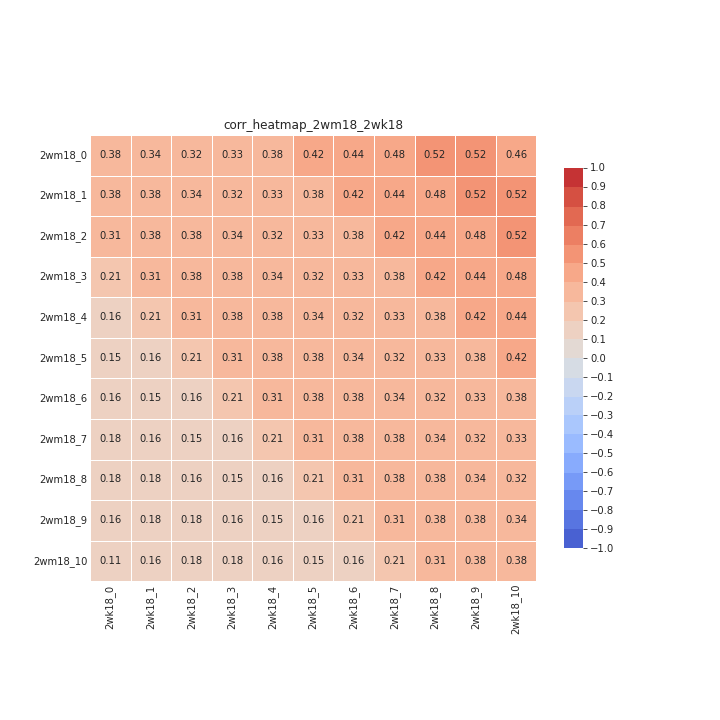 corr_heatmap_2wm18_2wk18
2wm18_0 0.38 0.34 0.32 0.33 0.38 0.42 0.44 0.48 0.52 0.52 0.46
2wm18_1 0.38 0.38 0.34 0.32 0.33 0.38 0.42 0.44 0.48 0.52 0.52
2wm18_2 0.31 0.38 0.38 0.34 0.32 0.33 0.38 0.42 0.44 0.48 0.52
2wm18_3 0.21 0.31 0.38 0.38 0.34 0.32 0.33 0.38 0.42 0.44 0.48
2wm18_4 0.16 0.21 0.31 0.38 0.38 0.34 0.32 0.33 0.38 0.42 0.44
2wm18_5 0.15 0.16 0.21 0.31 0.38 0.38 0.34 0.32 0.33 0.38 0.42
2wm18_6 0.16 0.15 0.16 0.21 0.31 0.38 0.38 0.34 0.32 0.33 0.38
2wm18_7 0.18 0.16 0.15 0.16 0.21 0.31 0.38 0.38 0.34 0.32 0.33
2wm18_8 0.18 0.18 0.16 0.15 0.16 0.21 0.31 0.38 0.38 0.34 0.32
2wm18_9 0.16 0.18 0.18 0.16 0.15 0.16 0.21 0.31 0.38 0.38 0.34
2wm18_10 0.11 0.16 0.18 0.18 0.16 0.15 0.16 0.21 0.31 0.38 0.38
2wk18_0 2wk18_1 2wk18_2 2wk18_3 2wk18_4 2wk18_5 2wk18_6 2wk18_7 2wk18_8 2wk18_9 2wk18_10
1.0
0.9
0.8
0.7
0.6
0.5
0.4
0.3
0.2
0.1
0.0
−0.1
−0.2
−0.3
−0.4
−0.5
−0.6
−0.7
−0.8
−0.9
−1.0